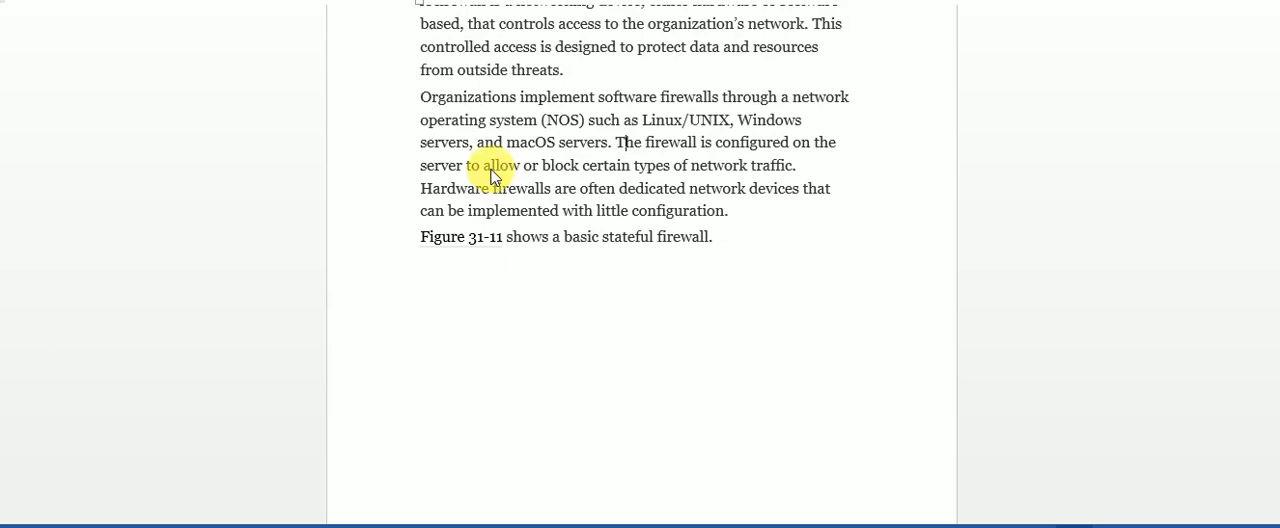 based, that controls access to the organization’s network. This
controlled access is designed to protect data and resources
from outside threats.
Organizations implement software firewalls through a network
operating system (NOS) such as Linux/UNIX, Windows
servers, and macOS servers. The firewall is configured on the
server to allow or block certain types of network traffic.
Hardware firewalls are often dedicated network devices that
can be implemented with little configuration.
Figure 31-11 shows a basic stateful firewall.